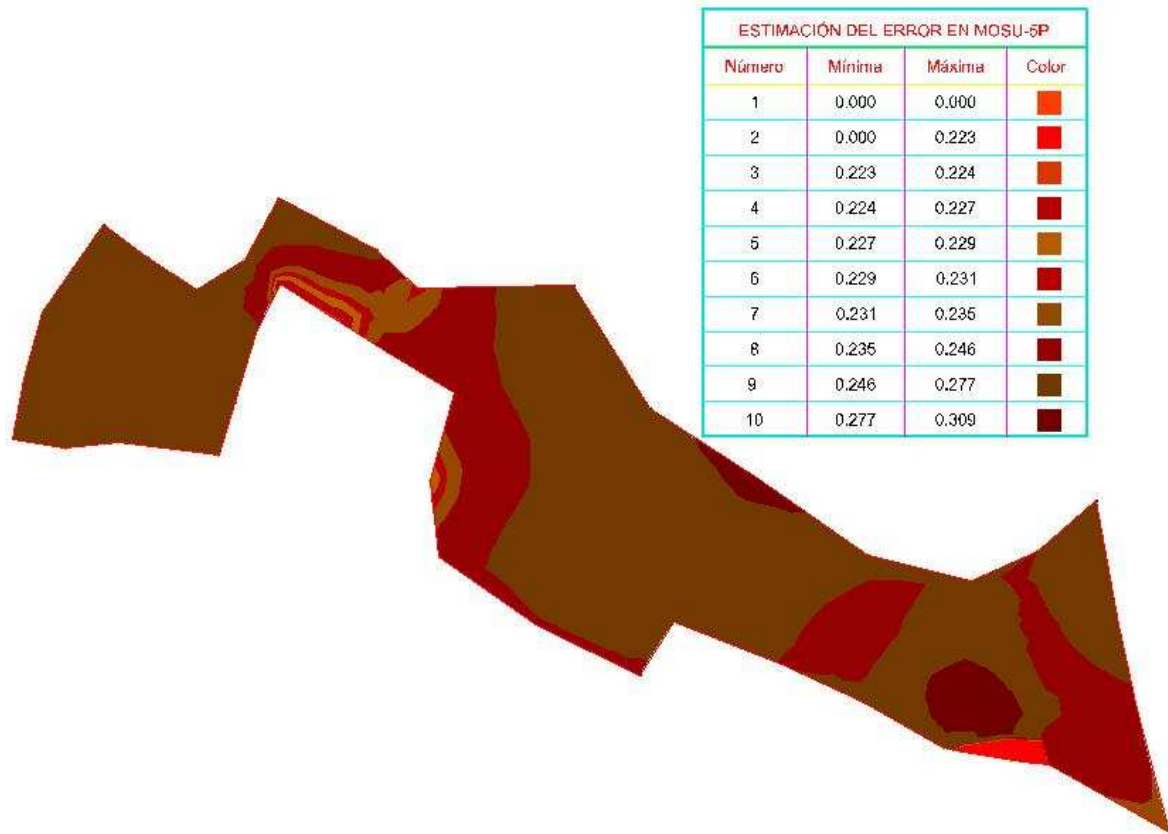 ESTIMACIÓN DEL ERROR EN MOSU-5P
Número Mínima Máxima Color
1 0.000 0.000
2 0.000 0.223
3 0.223 0.224
4 0.224 0.227
5 0.227 0.229
6 0.229 0.231
7 0.231 0.235
8 0.235 0.246
9 0.246 0.277
10 0.277 0.309